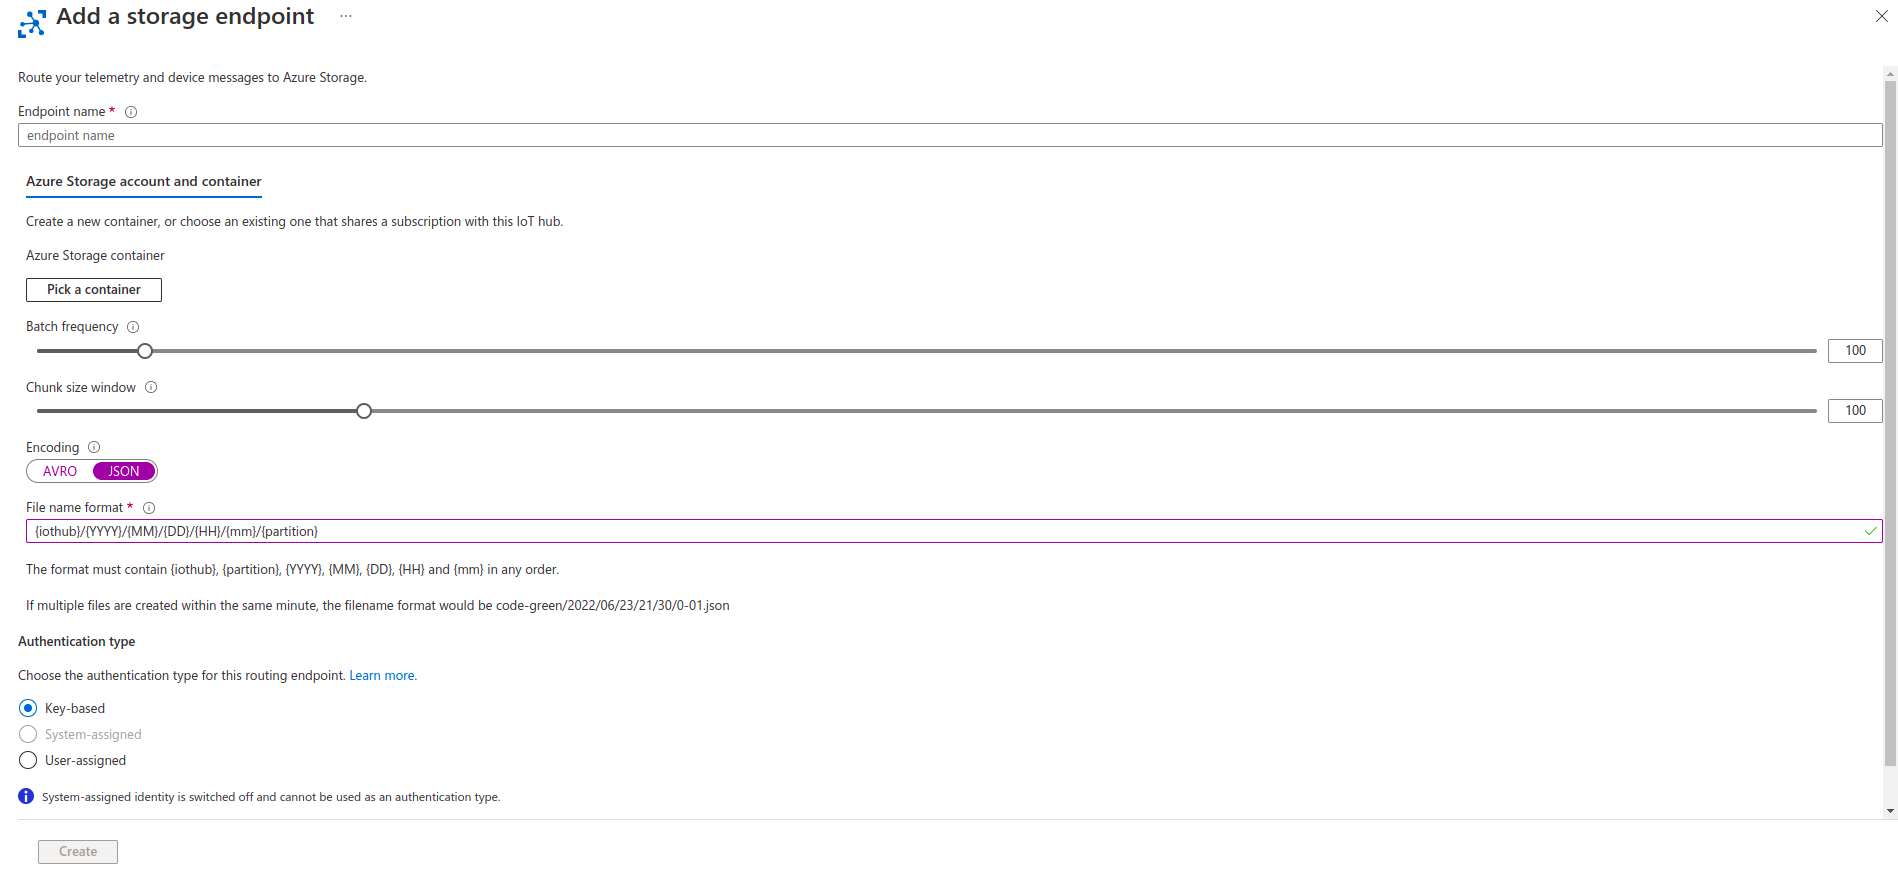 Add a storage endpoint ...
Route your telemetry and device messages to Azure Storage.
Endpoint name *
endpoint name
Azure Storage account and container
Create a new container, or choose an existing one that shares a subscription with this IoT hub.
Azure Storage container
Pick a container
Batch frequency
100
Chunk size window
100
Encoding
AVRO JSON
File name format *
{iothub}/{YYYY}/{MM}/{DD}/{HH}/{mm}/{partition}
The format must contain {iothub}, {partition}, {YYYY}, {MM}, {DD}, {HH} and {mm} in any order.
If multiple files are created within the same minute, the filename format would be code-green/2022/06/23/21/30/0-01.json
Authentication type
Choose the authentication type for this routing endpoint. Learn more.
Key-based
System-assigned
User-assigned
System-assigned identity is switched off and cannot be used as an authentication type.
Create